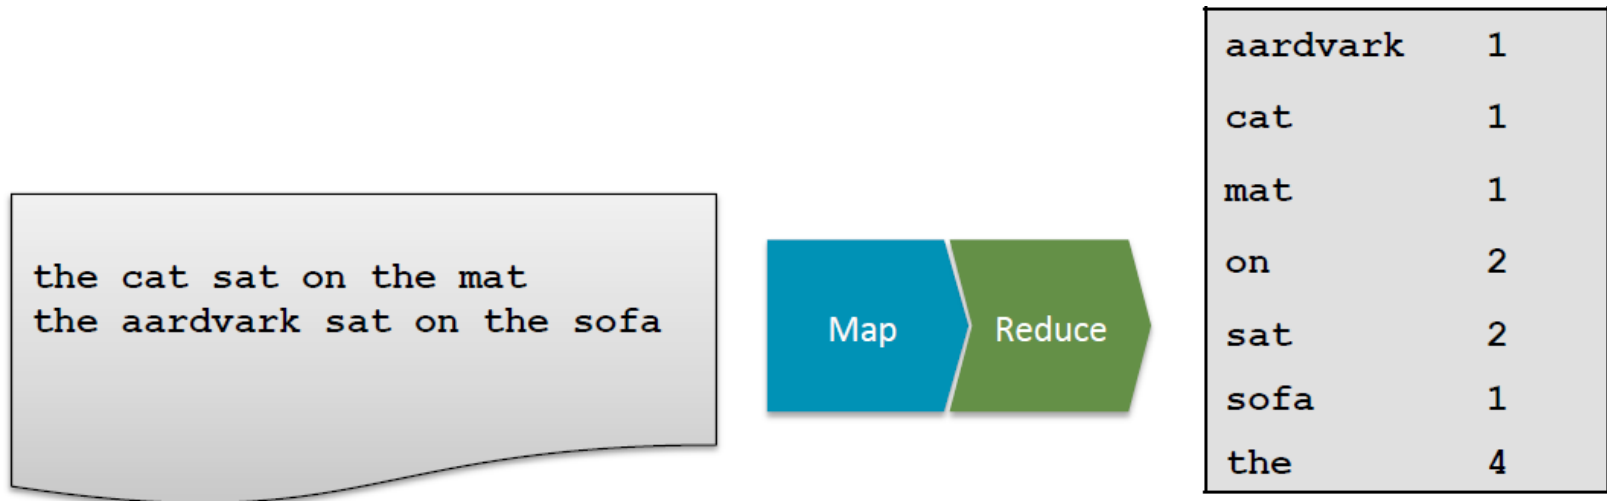 the cat sat on the mat
the aardvark sat on the sofa
Map
Reduce
aardvark 1
cat 1
mat 1
on 2
sat 2
sofa 1
the 4